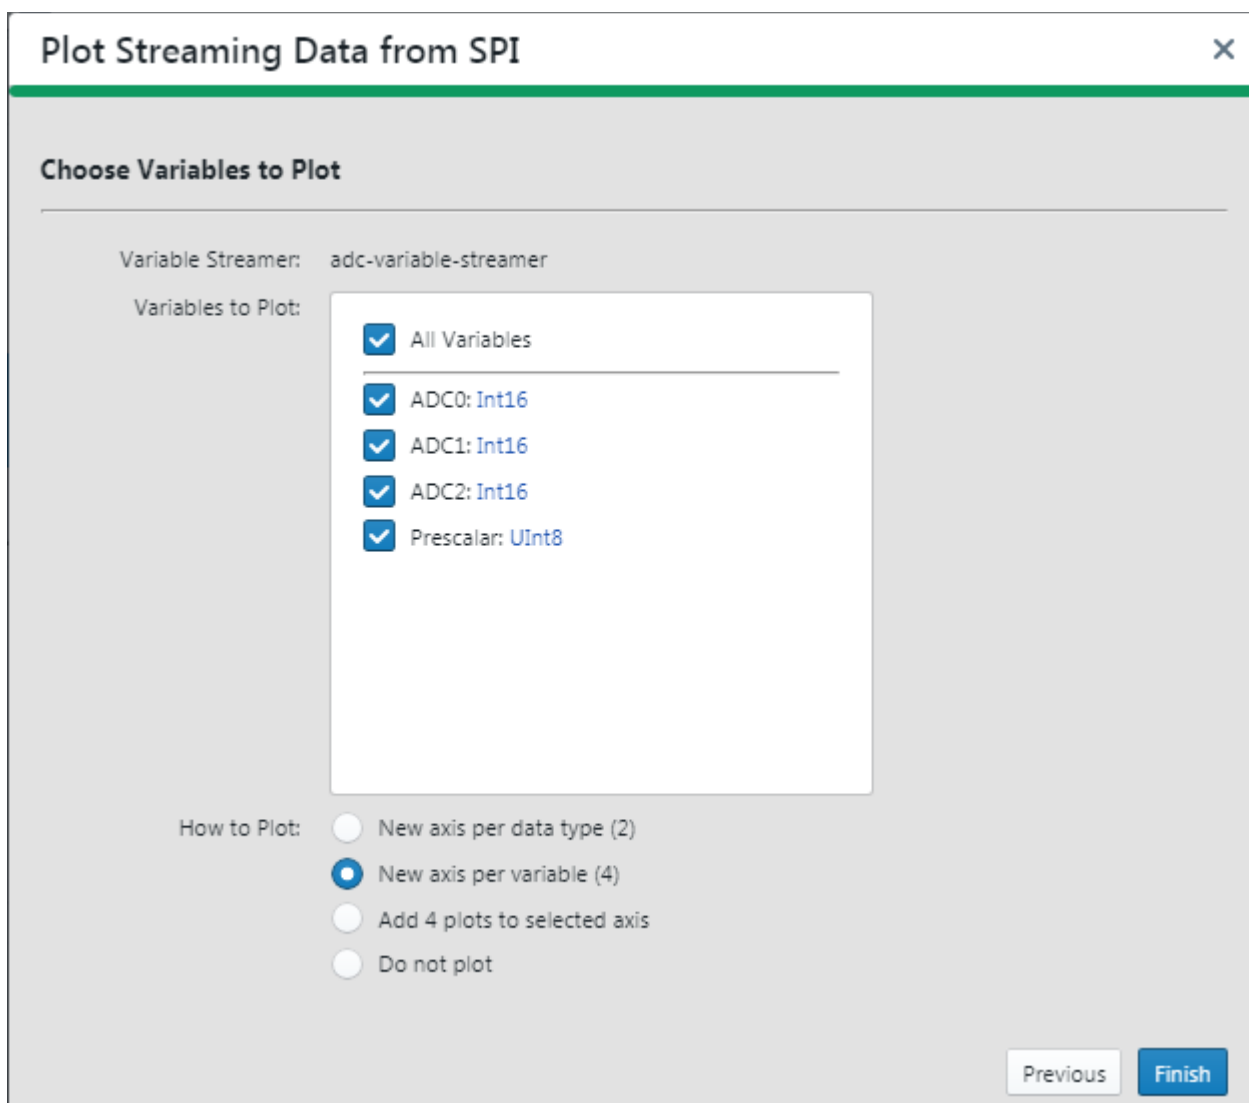 Plot Streaming Data from SPI
Choose Variables to Plot
Variable Streamer: adc-variable-streamer
Variables to Plot:
All Variables
ADC0: Int16
ADC1: Int16
ADC2: Int16
Prescalar: UInt8
How to Plot:
New axis per data type (2)
New axis per variable (4)
Add 4 plots to selected axis
Do not plot
Previous Finish